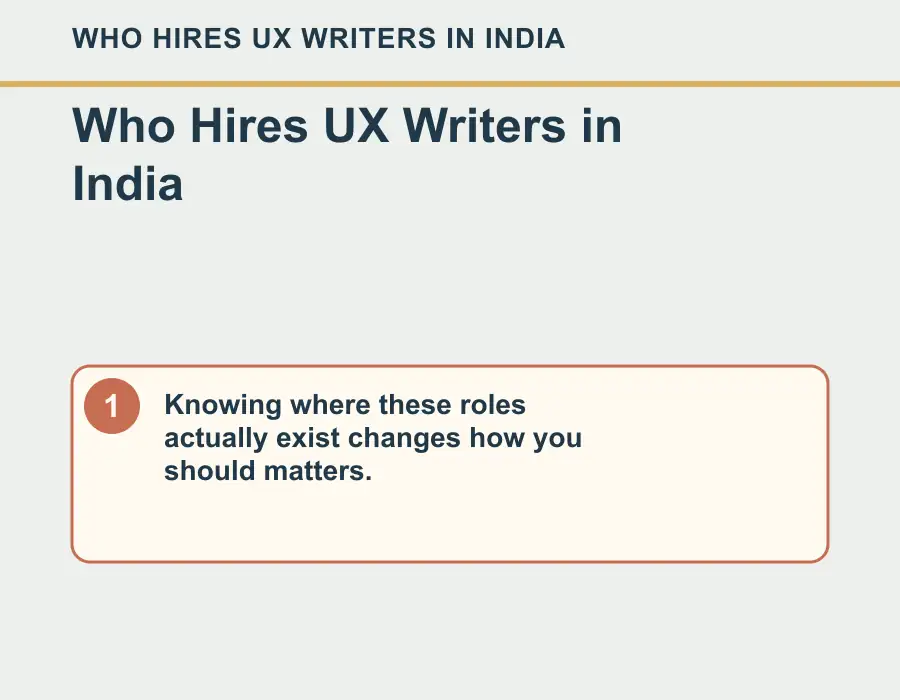 WHO HIRES UX WRITERS IN INDIA
Who Hires UX Writers in
India
1
Knowing where these roles
actually exist changes how you
should matters.